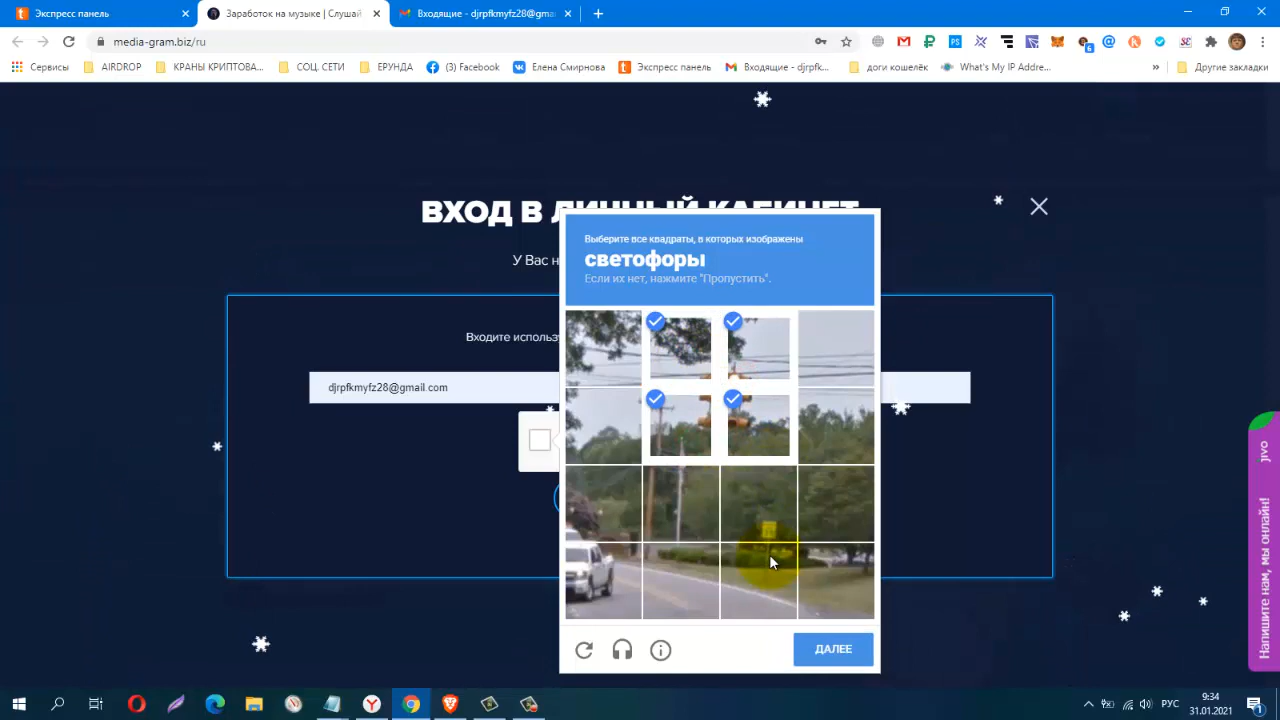 Экспресс панель
Заработок на музыке | Слушай
Входящие - djrpfkmyfz28@gma
media-gram.biz/ru
6
Сервисы
AIRDROP
КРАНЫ КРИПТОВА...
СОЦ. СЕТИ
ЕРУНДА
(3) Facebook
Елена Смирнова
Экспресс панель
Входящие - djrpfk...
доги кошелёк
What's My IP Addre...
»
Другие закладки
ВХОД В ЛИЧНЫЙ КАБИНЕТ
У Вас н
Входите использ
djrpfkmyfz28@gmail.com
Выберите все квадраты, в которых изображены
светофоры
Если их нет, нажмите "Пропустить".
ДАЛЕЕ
jivo
Напишите нам, мы онлайн!
РУС
9:34
31.01.2021
1